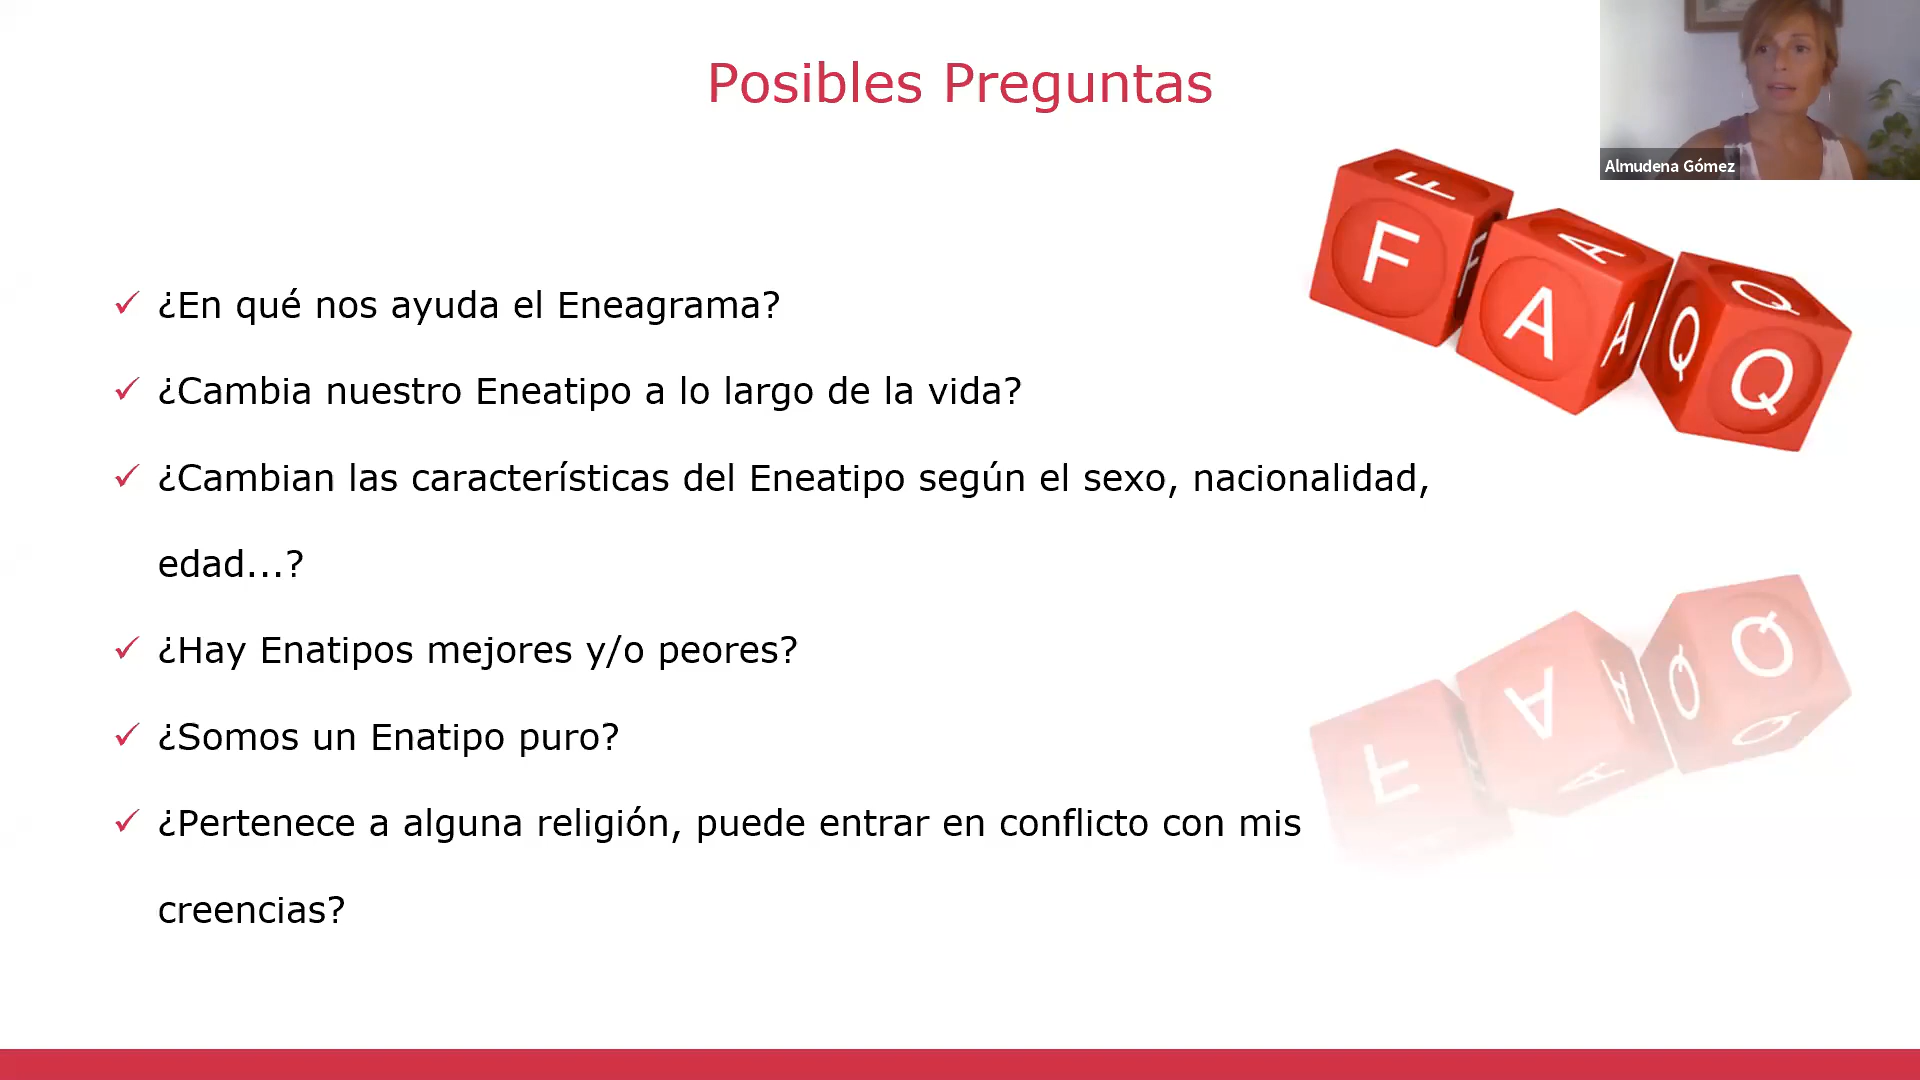 Posibles Preguntas
Almudena Gómez
F F F A A A Q Q Q
¿En qué nos ayuda el Eneagrama?
¿Cambia nuestro Eneatipo a lo largo de la vida?
¿Cambian las características del Eneatipo según el sexo, nacionalidad,
edad...?
¿Hay Enatipos mejores y/o peores?
¿Somos un Enatipo puro?
¿Pertenece a alguna religión, puede entrar en conflicto con mis
creencias?